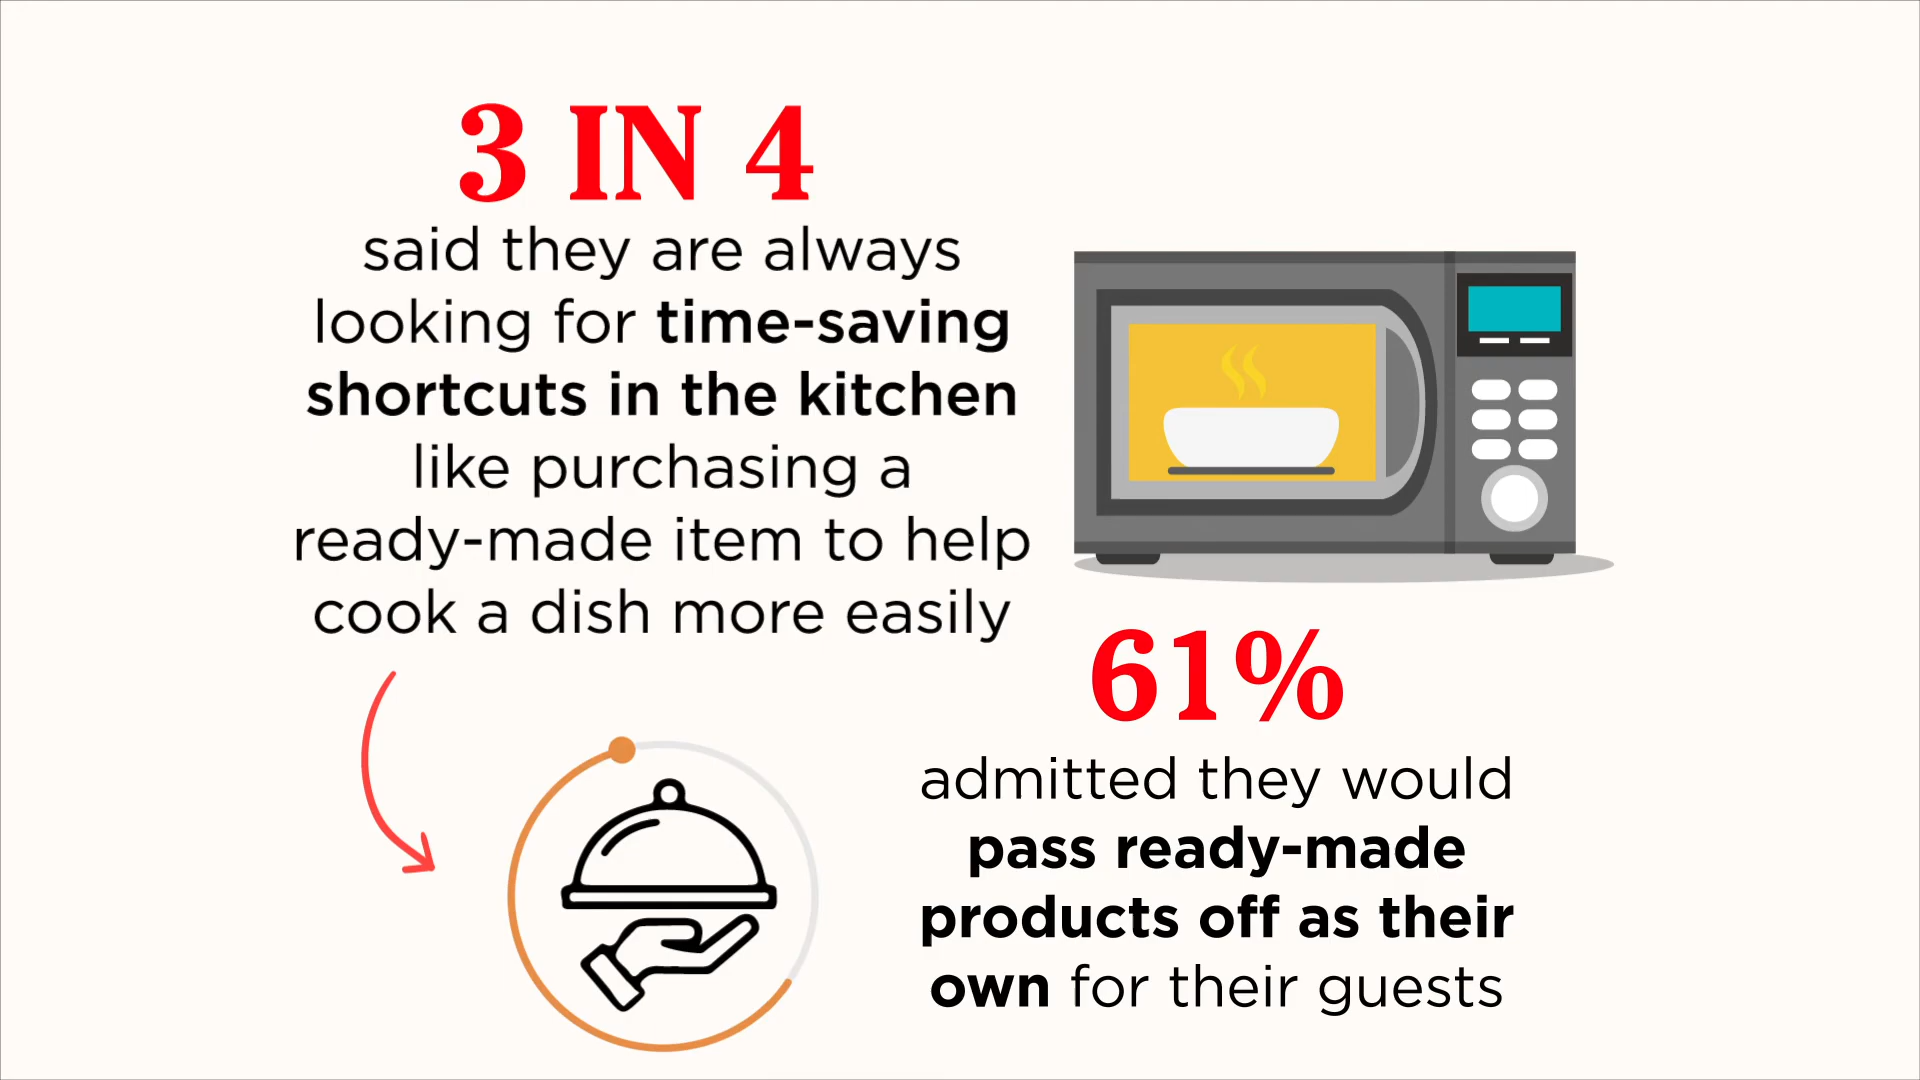 3 IN 4
said they are always
looking for time-saving
shortcuts in the kitchen
like purchasing a
ready-made item to help
cook a dish more easily
61%
admitted they would
pass ready-made
products off as their
own for their guests